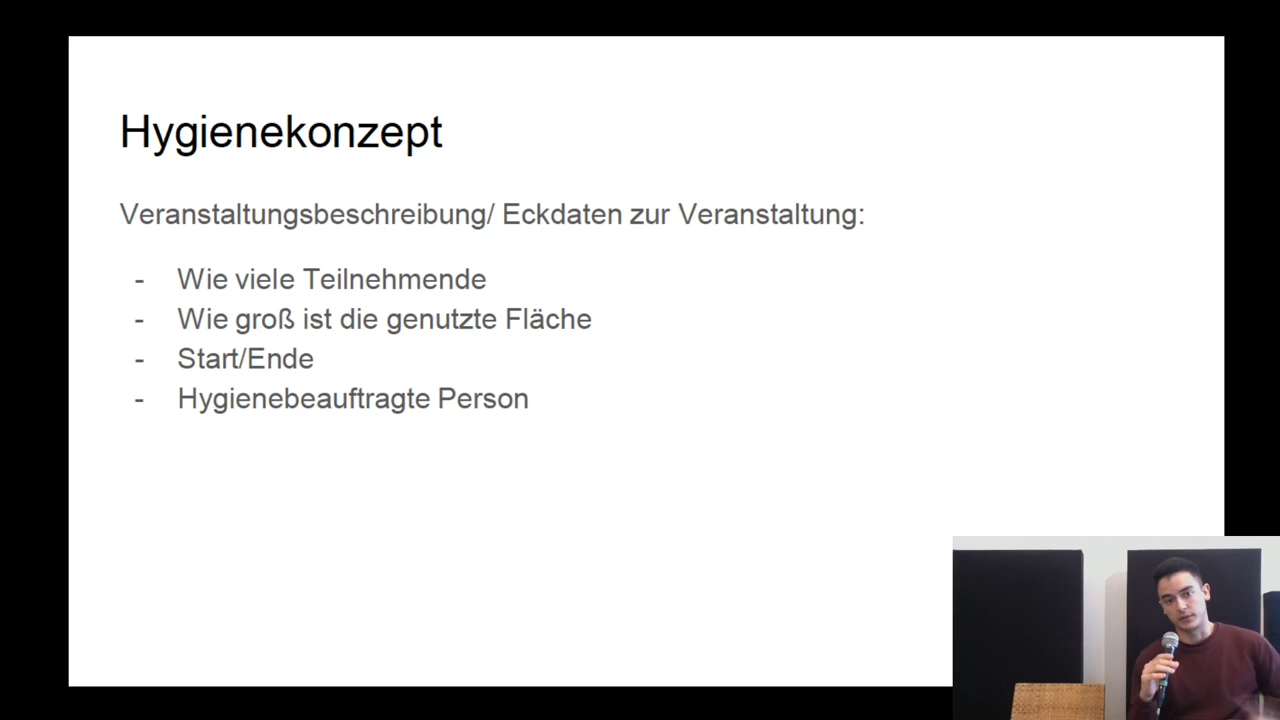 Hygienekonzept
Veranstaltungsbeschreibung/ Eckdaten zur Veranstaltung:
- Wie viele Teilnehmende
- Wie groß ist die genutzte Fläche
- Start/Ende
- Hygienebeauftragte Person